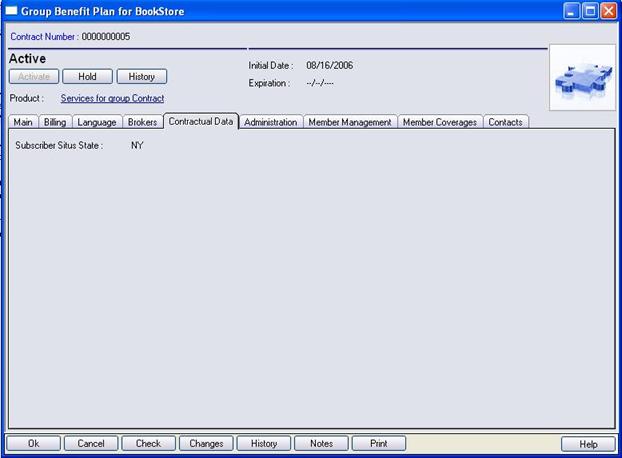 Group Benefit Plan for BookStore
Contract Number : 0000000005
Active
Activate Hold History
Initial Date : 08/16/2006
Expiration : --/--/----
Product : Services for group Contract
Main Billing Language Brokers Contractual Data Administration Member Management Member Coverages Contacts
Subscriber Situs State : NY
Ok Cancel Check Changes History Notes Print Help